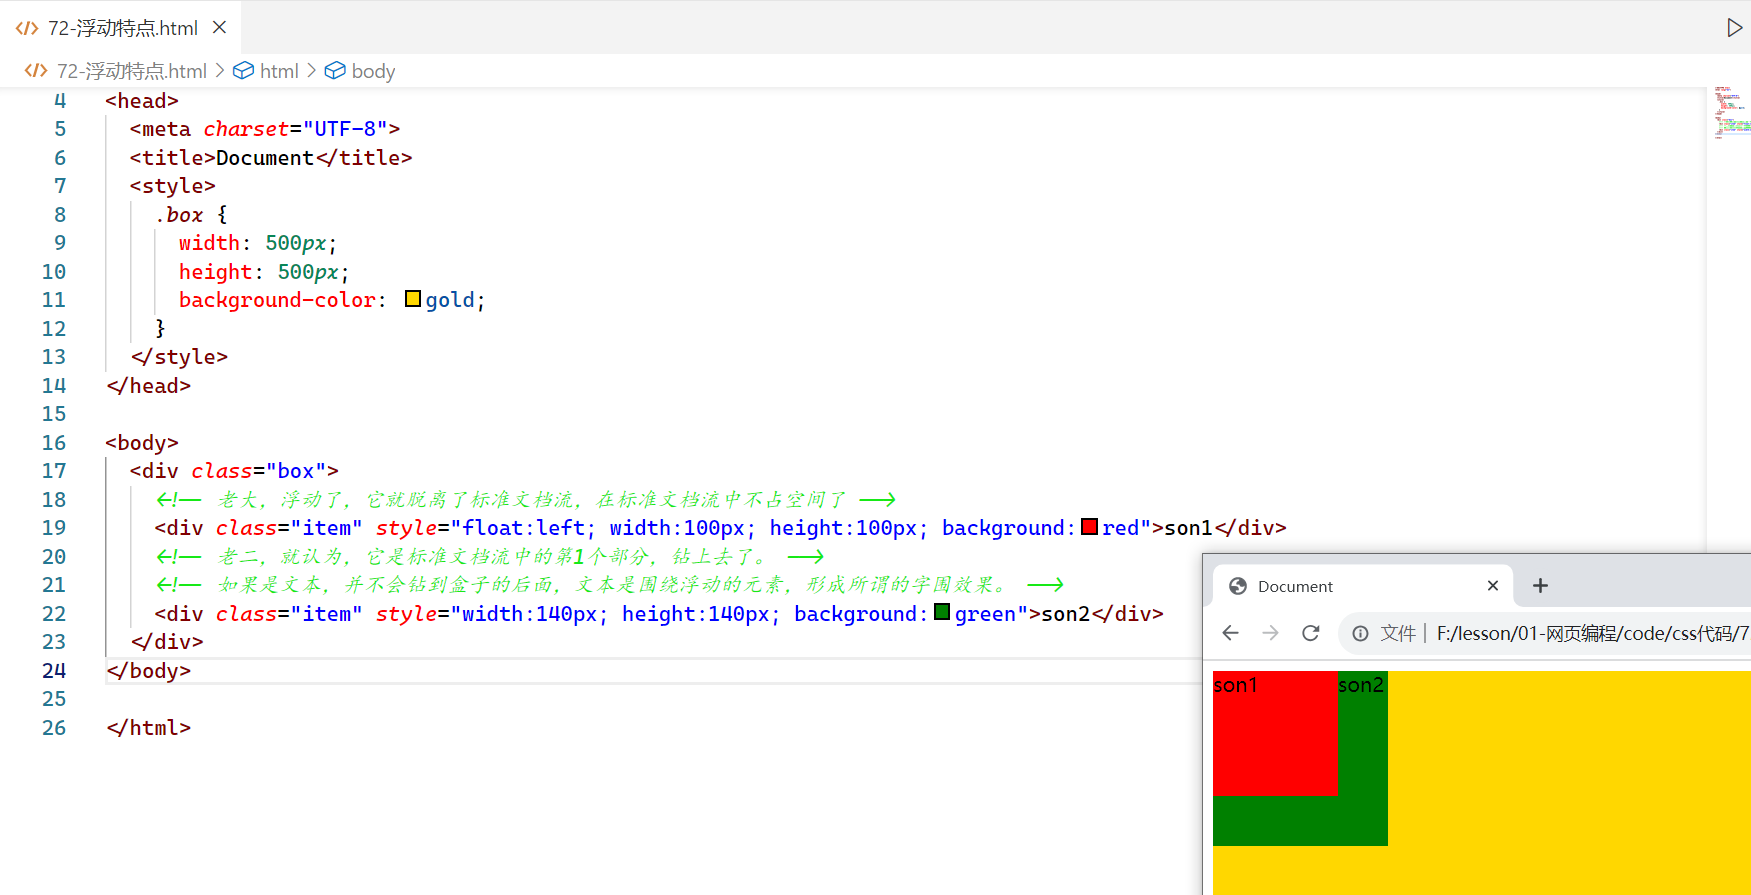 72-浮动特点.html
72-浮动特点.html > html > body
4 <head>
5 <meta charset="UTF-8">
6 <title>Document</title>
7 <style>
8 .box {
9 width: 500px;
10 height: 500px;
11 background-color: gold;
12 }
13 </style>
14 </head>
15
16 <body>
17 <div class="box">
18 <!-- 老大，浮动了，它就脱离了标准文档流，在标准文档流中不占空间了 -->
19 <div class="item" style="float:left; width:100px; height:100px; background:red">son1</div>
20 <!-- 老二，就认为，它是标准文档流中的第1个部分，钻上去了。 -->
21 <!-- 如果是文本，并不会钻到盒子的后面，文本是围绕浮动的元素，形成所谓的字围效果。 -->
22 <div class="item" style="width:140px; height:140px; background:green">son2</div>
23 </div>
24 </body>
25
26 </html>
Document
文件 | F:/lesson/01-网页编程/code/css代码/7
son1 son2